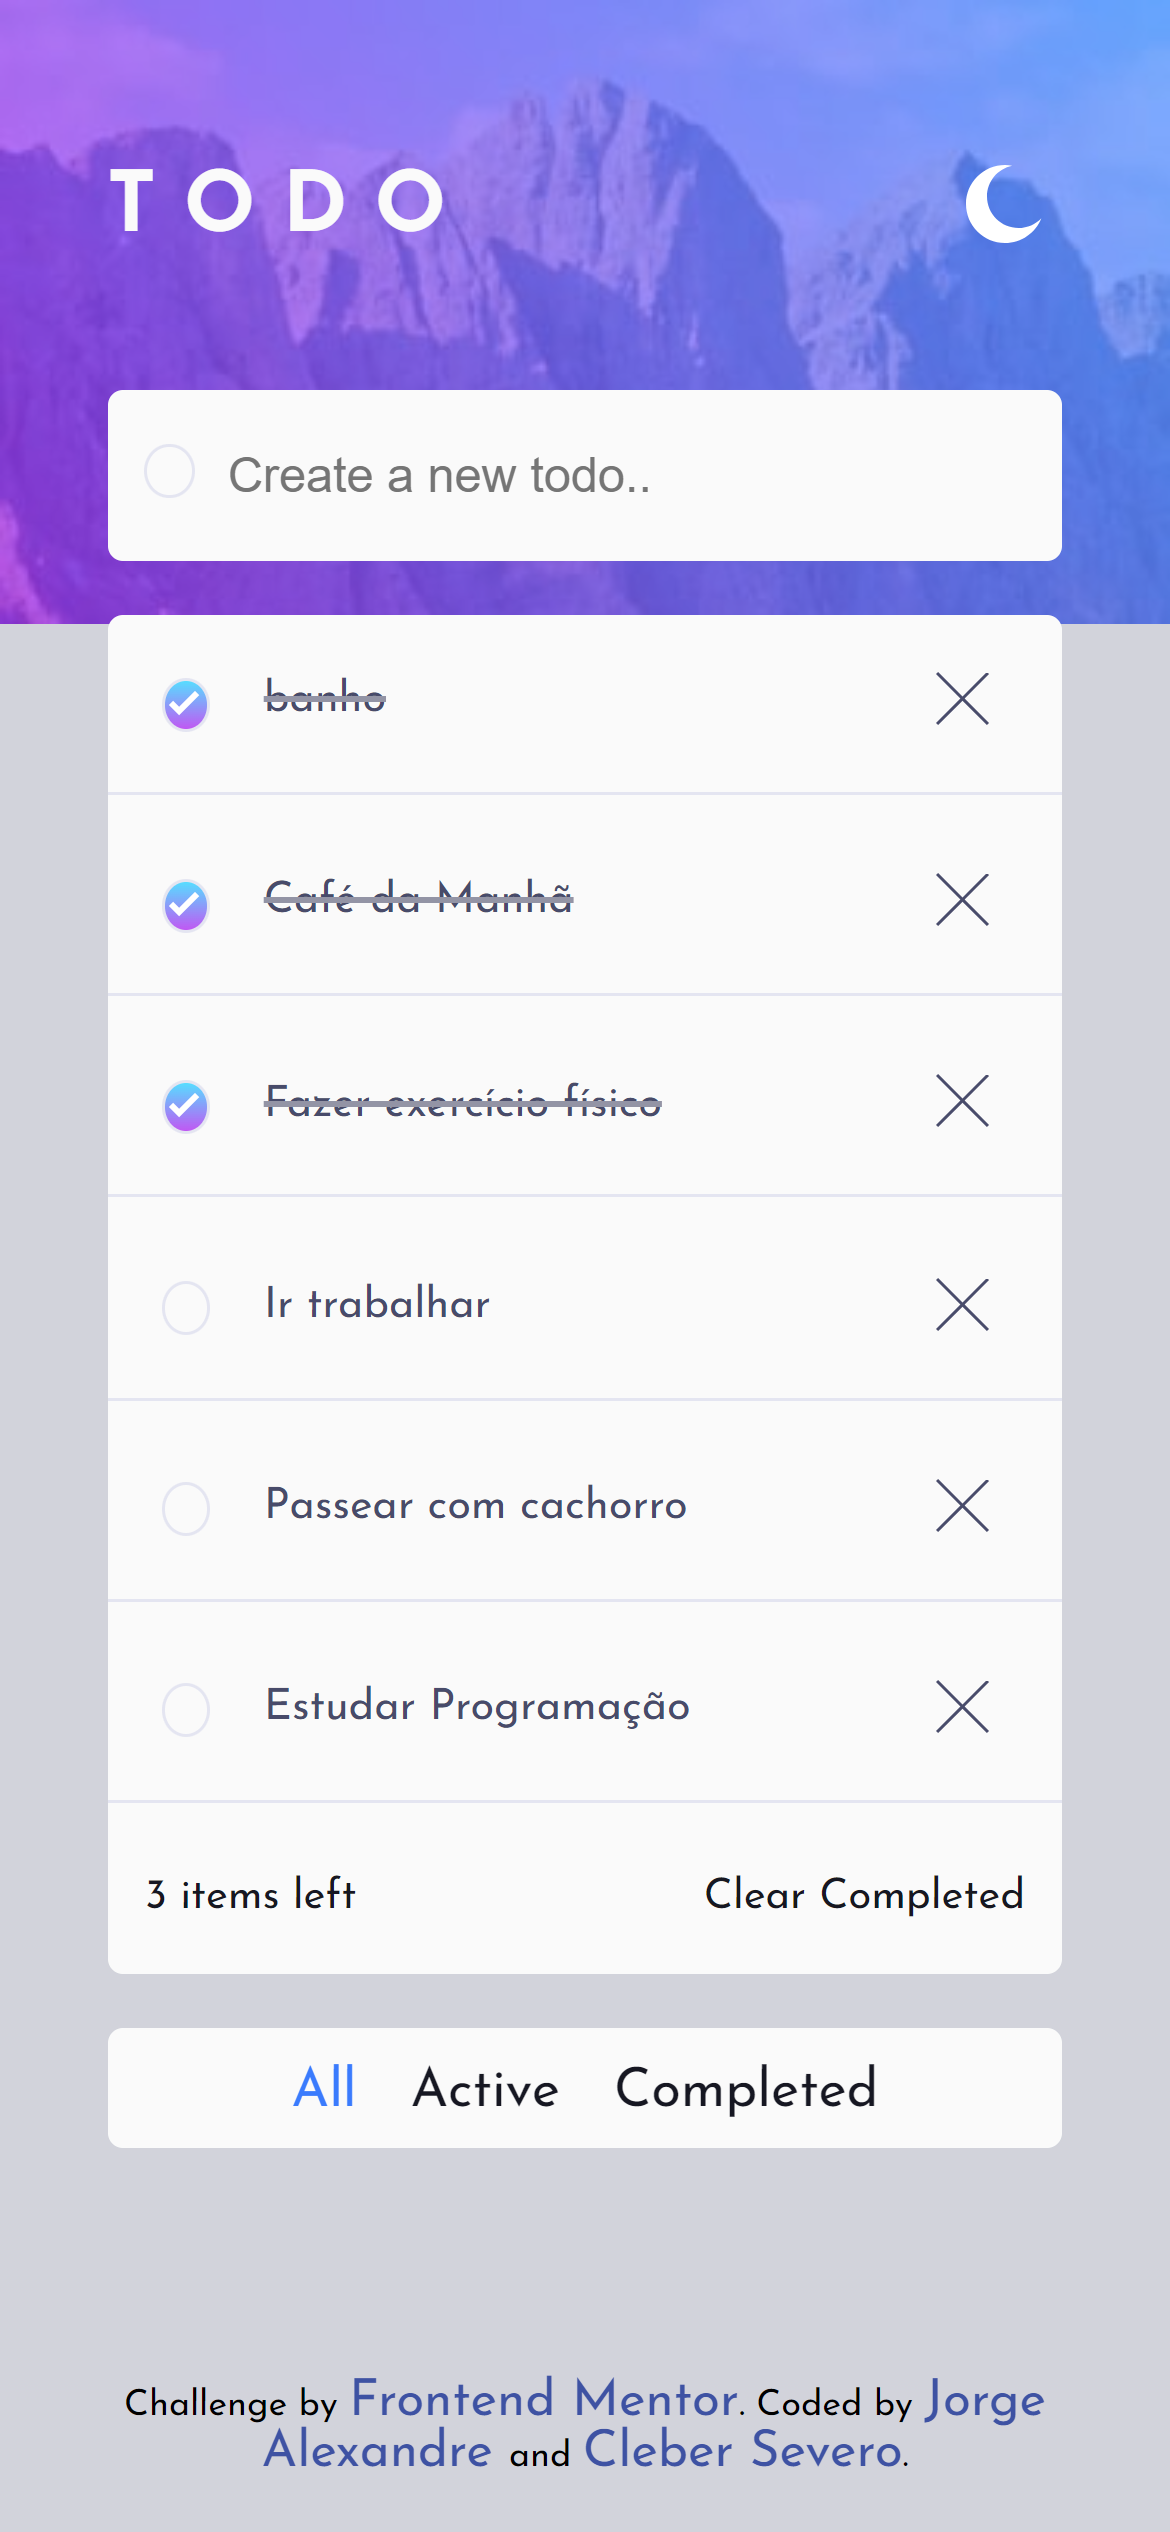 TODO
Create a new todo..
banho
Café da Manhã
Fazer exercício físico
Ir trabalhar
Passear com cachorro
Estudar Programação
3 items left Clear Completed
All Active Completed
Challenge by Frontend Mentor. Coded by Jorge
Alexandre and Cleber Severo.